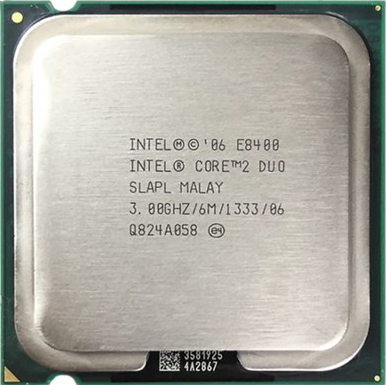 INTEL®©'06 E8400
INTEL® CORE™2 DUO
SLAPL MALAY
3.00GHZ/6M/1333/06
Q824A058 e4
3581925
4A2867